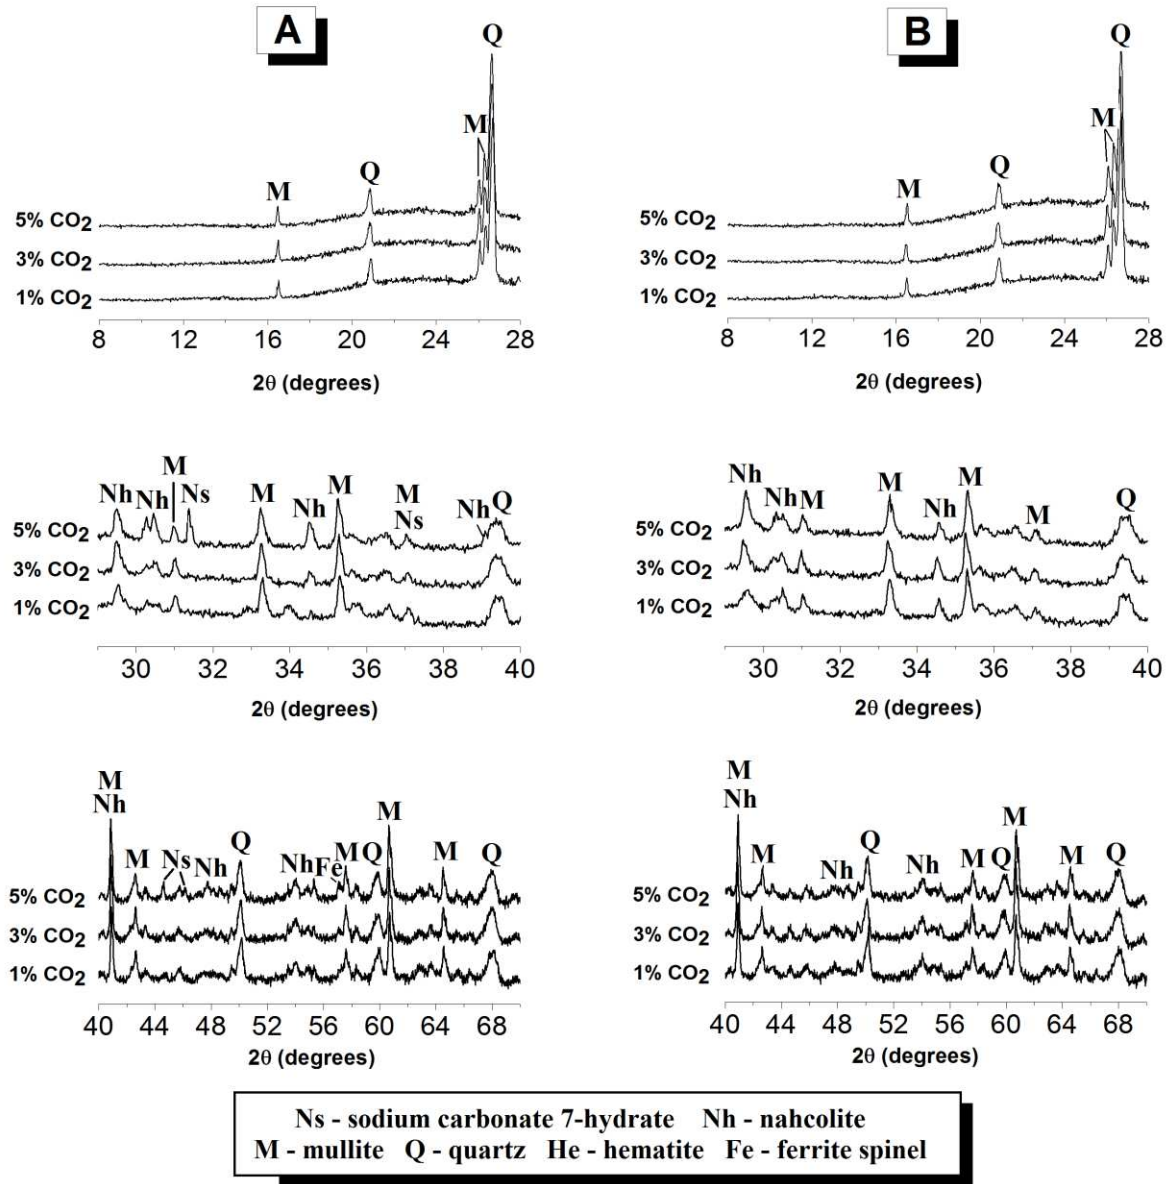 A
Q
M
M
Q
5% CO2
3% CO2
1% CO2
8 12 16 20 24 28
2θ (degrees)
B
Q
M
M
Q
5% CO2
3% CO2
1% CO2
8 12 16 20 24 28
2θ (degrees)
M
Nh Nh Ns M Nh M M Nh Q
Ns
5% CO2
3% CO2
1% CO2
30 32 34 36 38 40
2θ (degrees)
Nh Nh M M Nh M M Q
5% CO2
3% CO2
1% CO2
30 32 34 36 38 40
2θ (degrees)
M
Nh
M Ns Nh Q Nh Fe M Q M M Q
5% CO2
3% CO2
1% CO2
40 44 48 52 56 60 64 68
2θ (degrees)
M
Nh
M Nh Q Nh M Q M M Q
5% CO2
3% CO2
1% CO2
40 44 48 52 56 60 64 68
2θ (degrees)
Ns - sodium carbonate 7-hydrate Nh - nahcolite
M - mullite Q - quartz He - hematite Fe - ferrite spinel